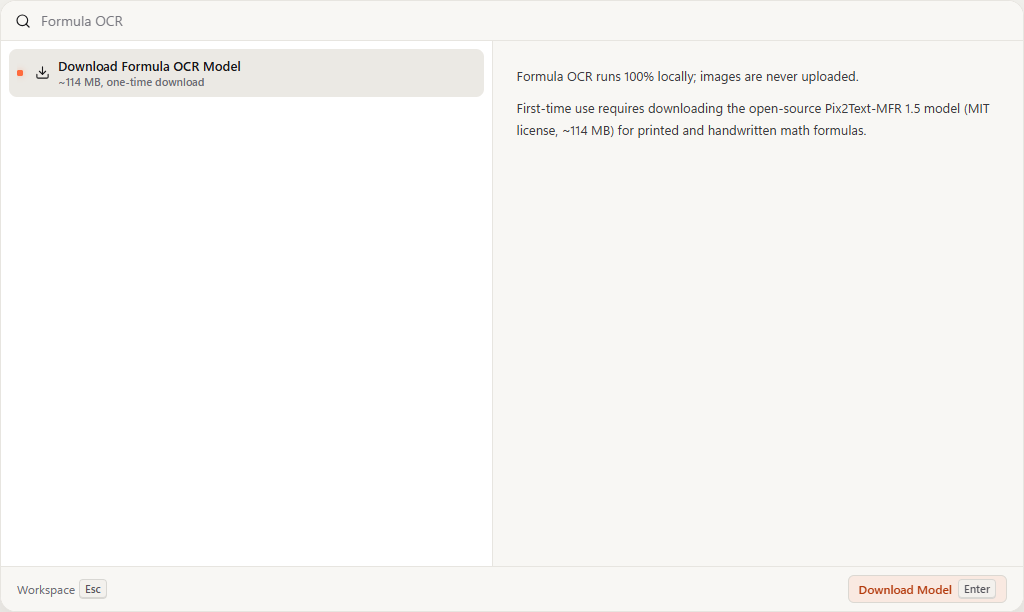 Formula OCR
Download Formula OCR Model
~114 MB, one-time download
Formula OCR runs 100% locally; images are never uploaded.
First-time use requires downloading the open-source Pix2Text-MFR 1.5 model (MIT
license, ~114 MB) for printed and handwritten math formulas.
Workspace Esc
Download Model Enter